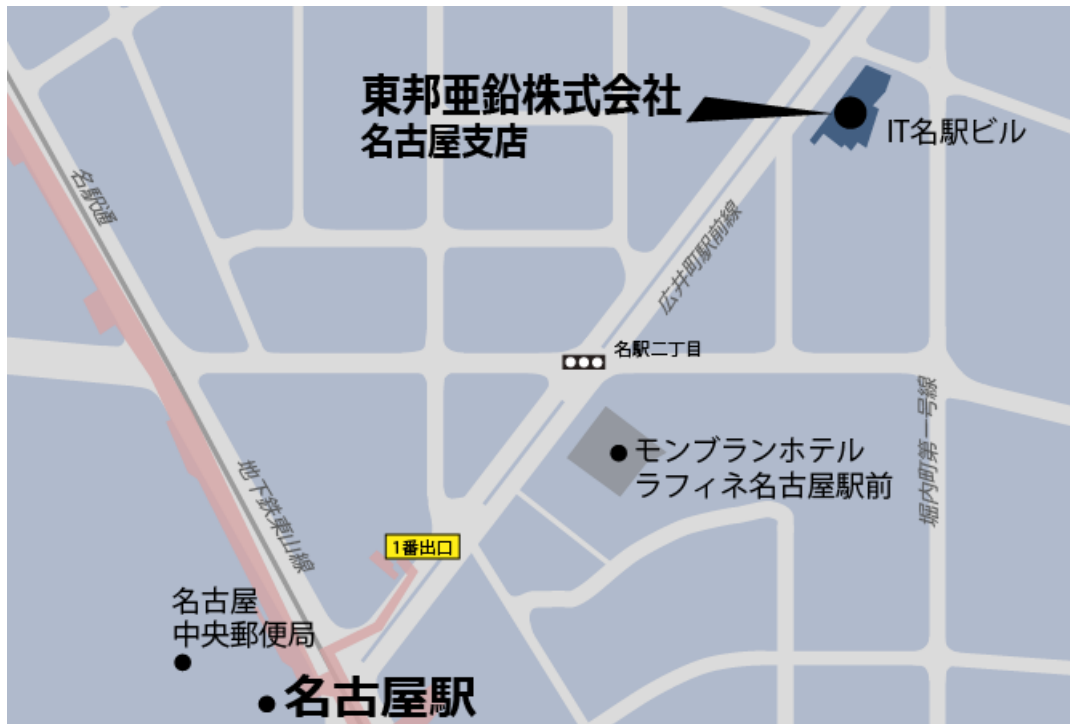 東邦亜鉛株式会社
名古屋支店
IT名駅ビル
名駅通
広井町駅前線
名駅二丁目
モンブランホテル
ラフィネ名古屋駅前
堀内町第一号線
地下鉄東山線
1番出口
名古屋
中央郵便局
名古屋駅